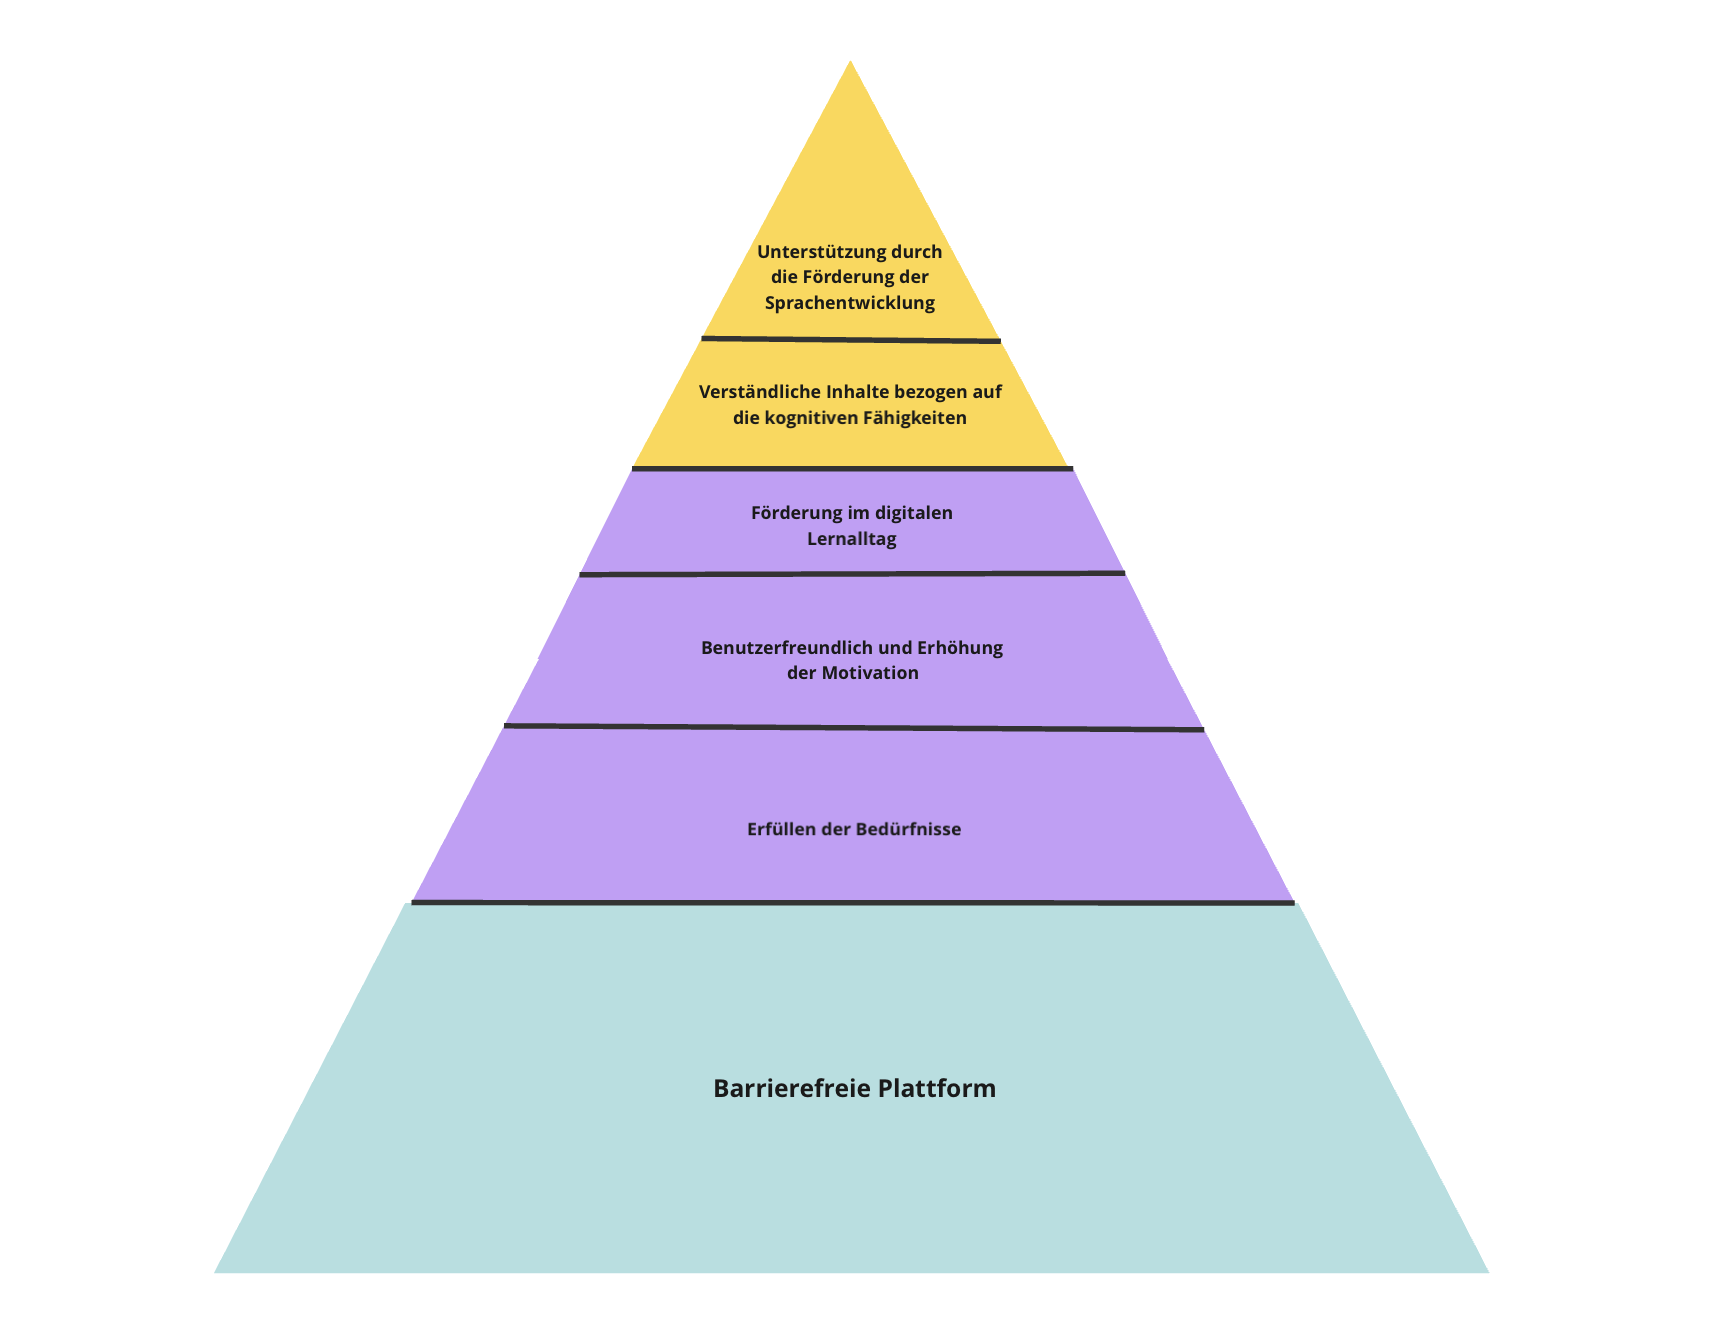 Unterstützung durch
die Förderung der
Sprachentwicklung
Verständliche Inhalte bezogen auf
die kognitiven Fähigkeiten
Förderung im digitalen
Lernalltag
Benutzerfreundlich und Erhöhung
der Motivation
Erfüllen der Bedürfnisse
Barrierefreie Plattform